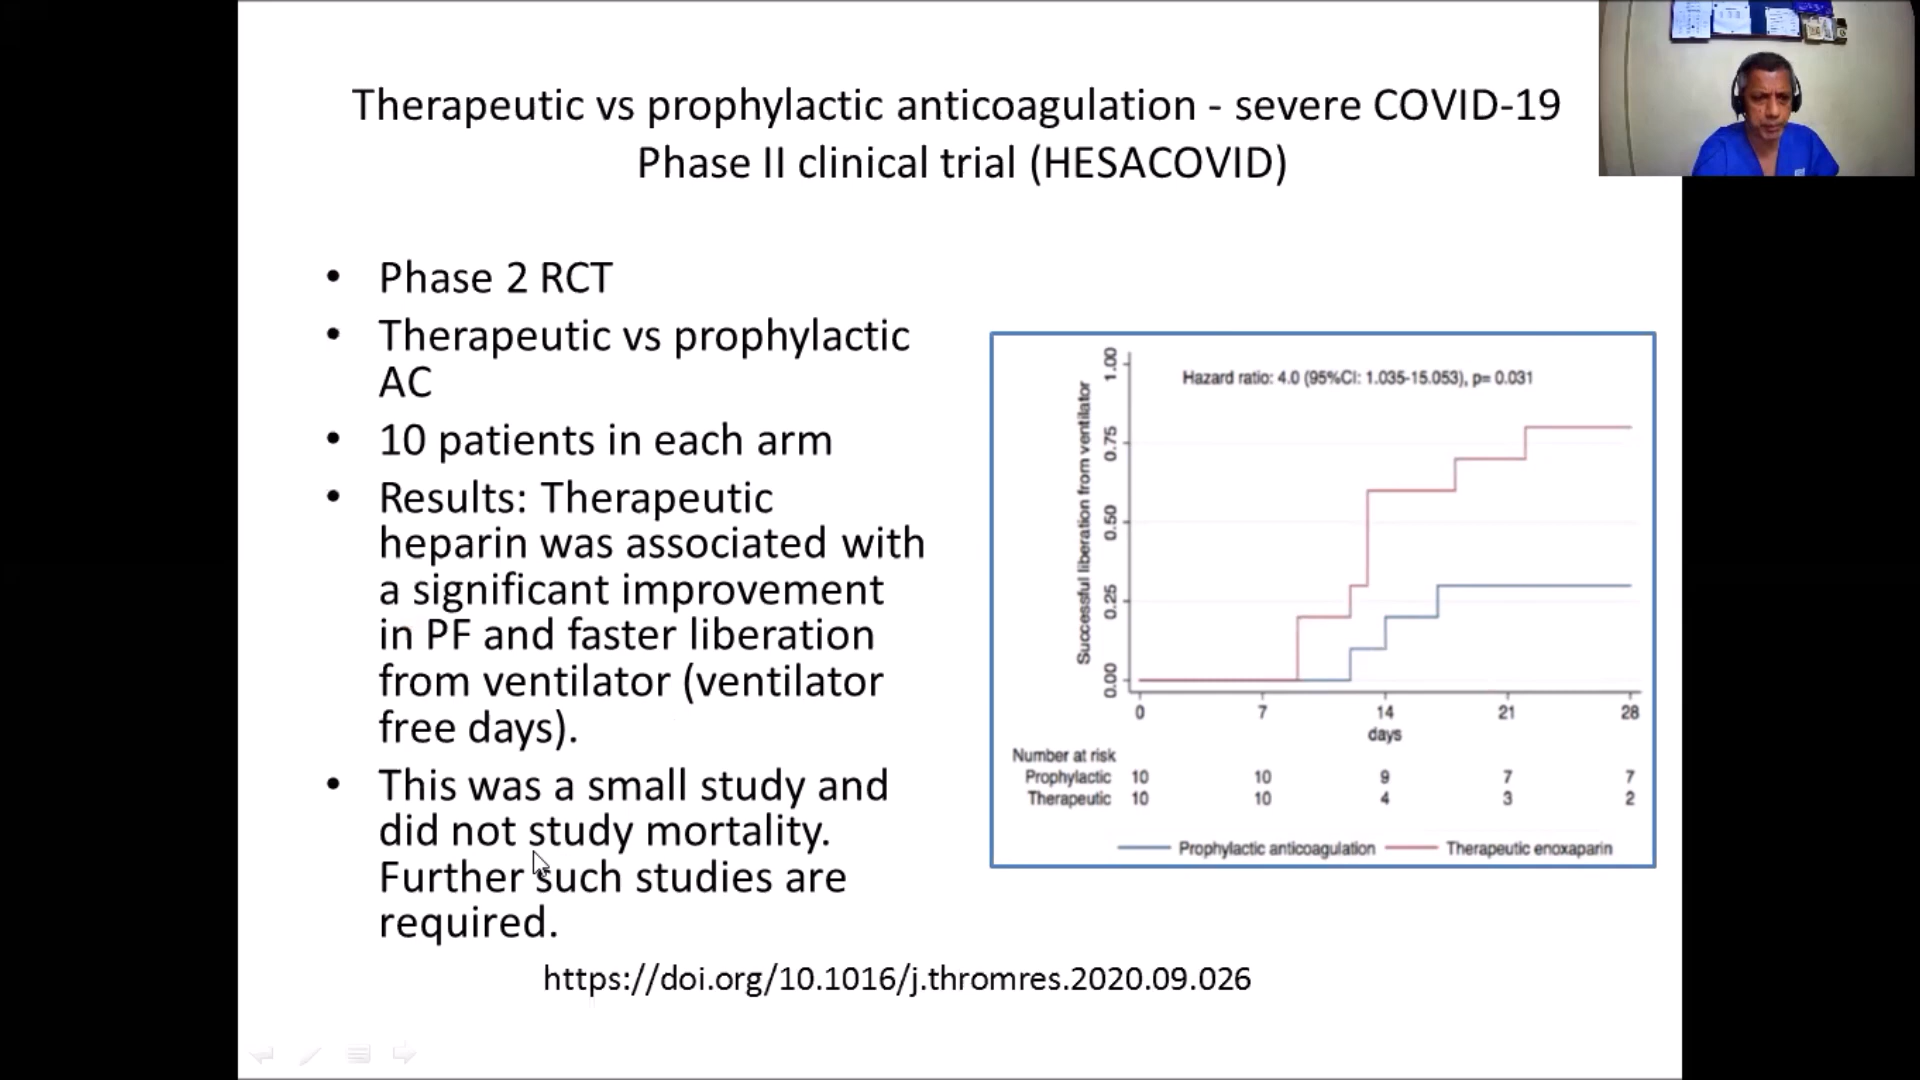 Therapeutic vs prophylactic anticoagulation - severe COVID-19
Phase II clinical trial (HESACOVID)
• Phase 2 RCT
• Therapeutic vs prophylactic
AC
• 10 patients in each arm
• Results: Therapeutic
heparin was associated with
a significant improvement
in PF and faster liberation
from ventilator (ventilator
free days).
• This was a small study and
did not study mortality.
Further such studies are
required.
Hazard ratio: 4.0 (95%CI: 1.035-15.053), p= 0.031
Successful liberation from ventilator
1.00
0.75
0.50
0.25
0.00
0 7 14 21 28
days
Number at risk
Prophylactic 10 10 9 7 7
Therapeutic 10 10 4 3 2
Prophylactic anticoagulation Therapeutic enoxaparin
https://doi.org/10.1016/j.thromres.2020.09.026